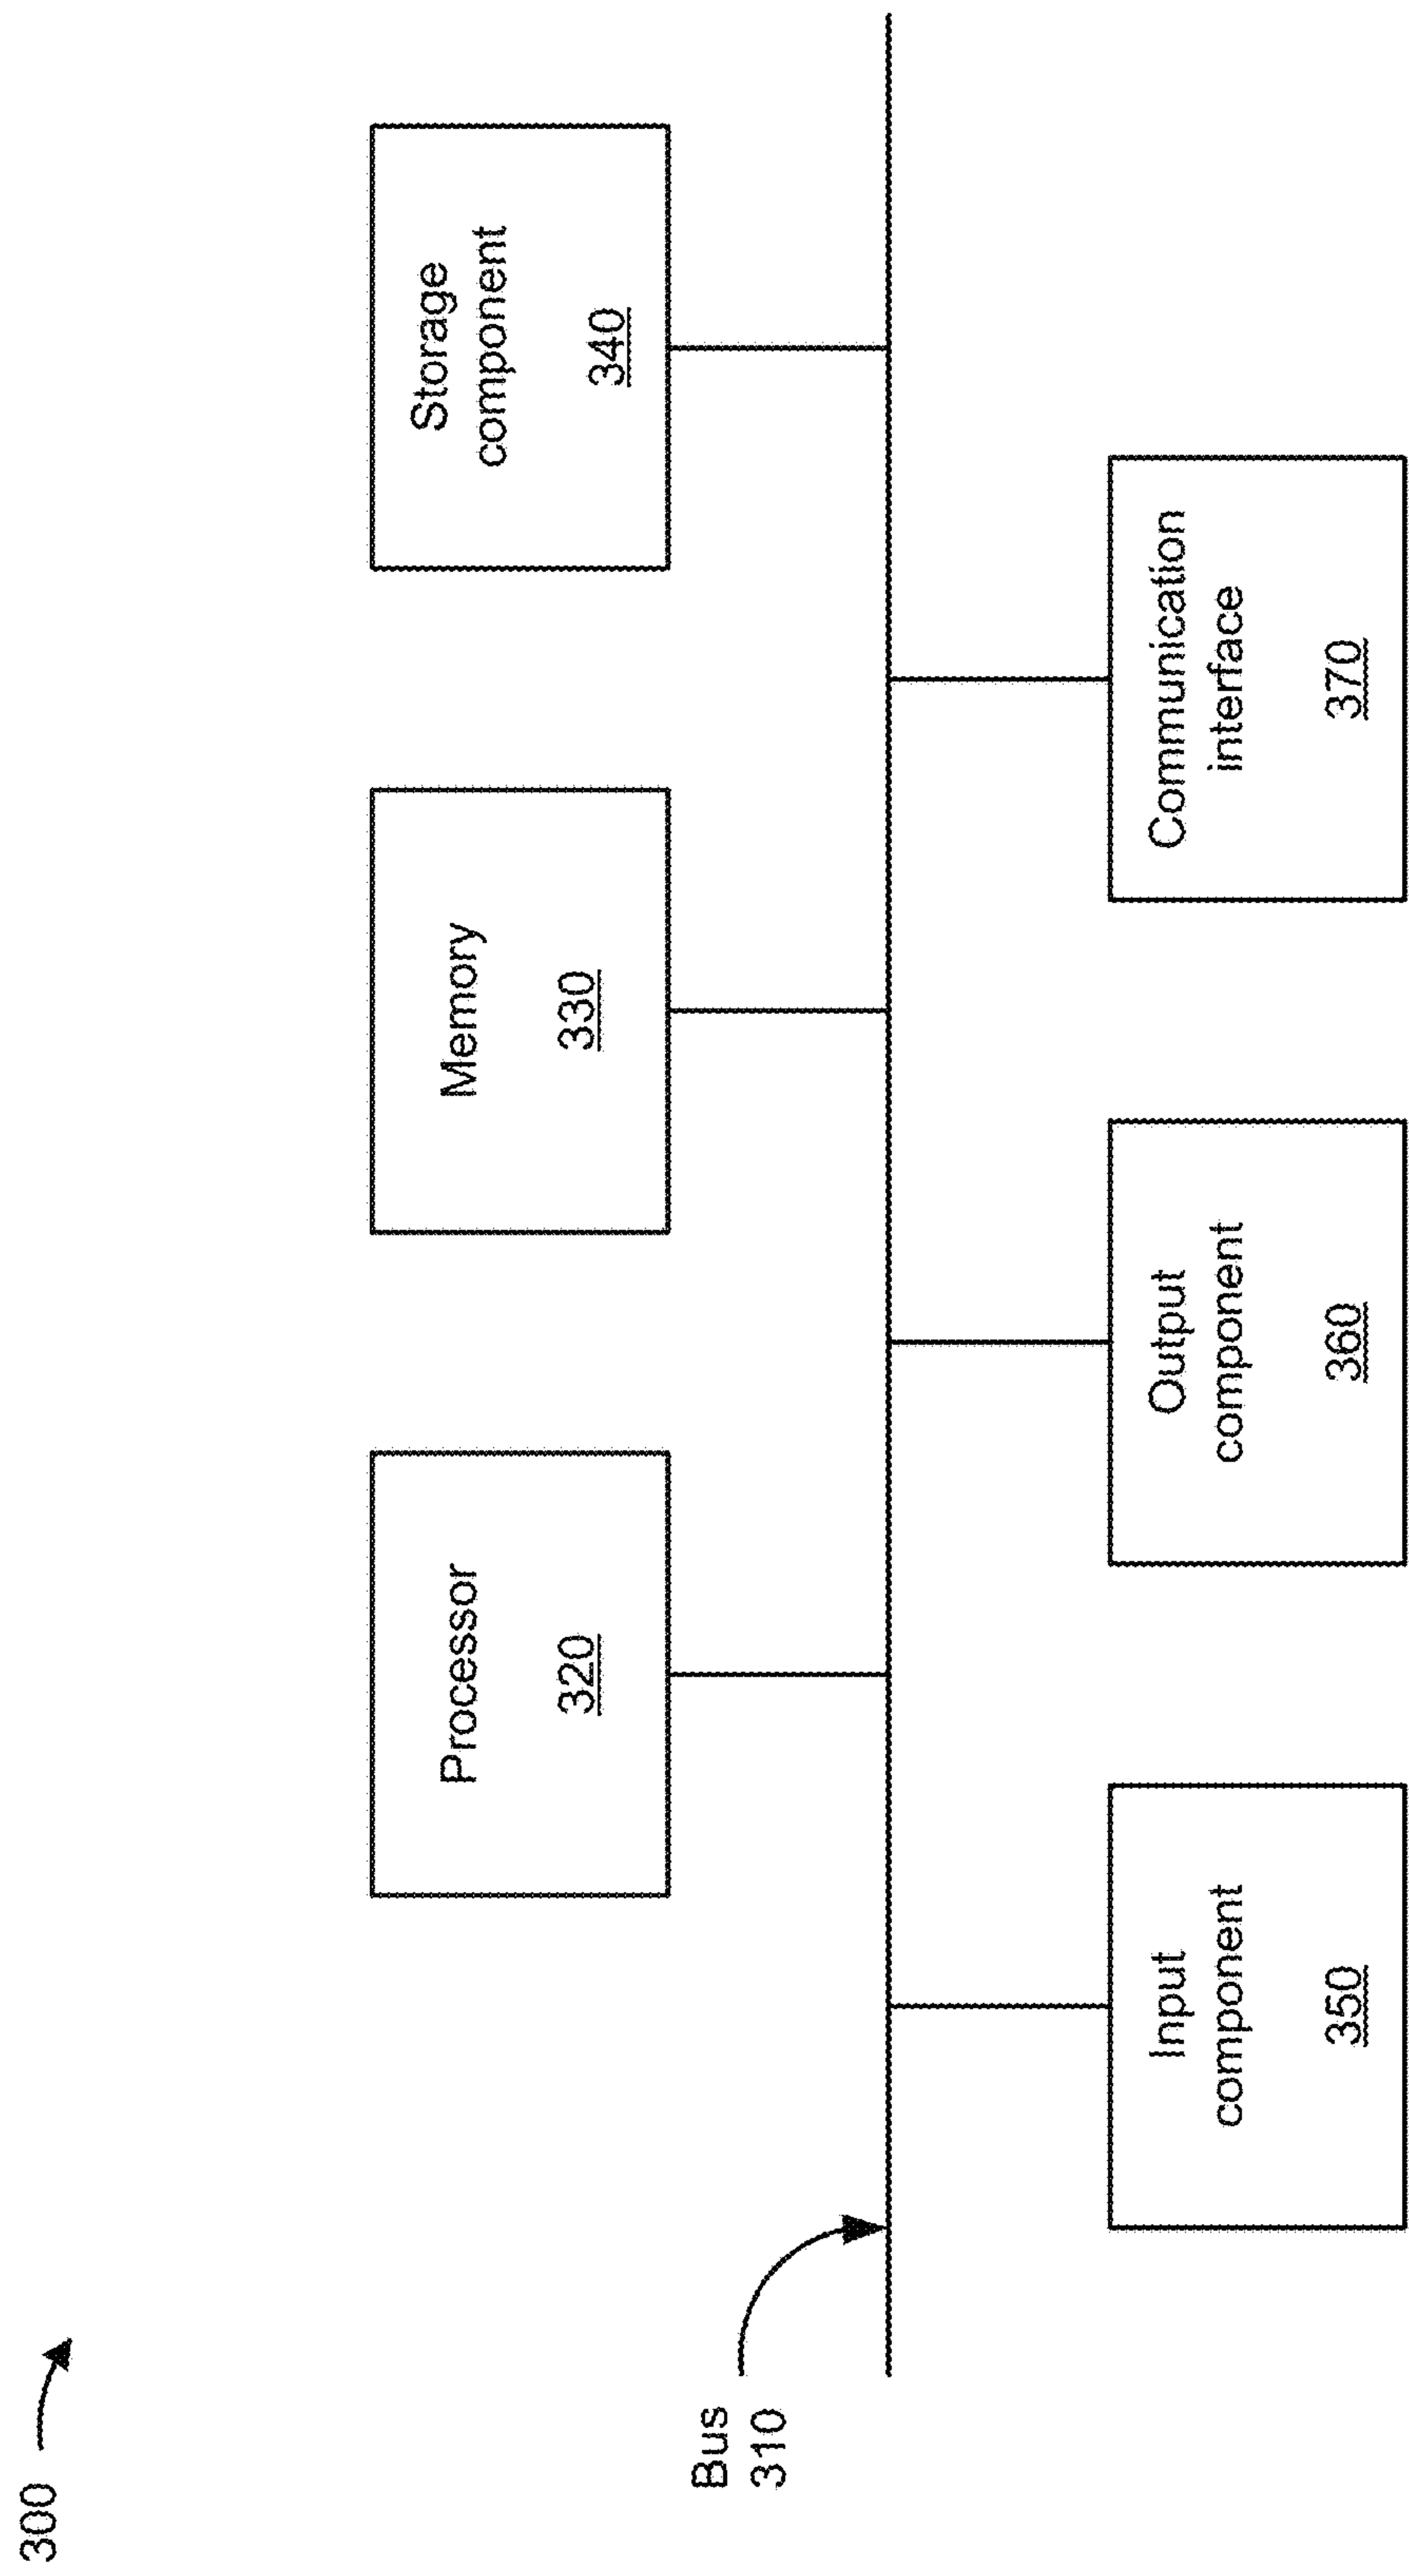 300
Processor
320
Memory
330
Storage
component
340
Bus
310
Input
component
350
Output
component
360
Communication
interface
370